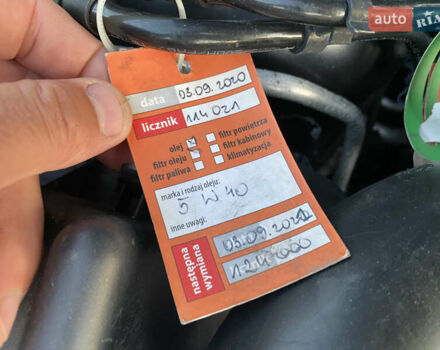 auto RIA
data 03.09.2020
licznik 114 021
olej
filtr oleju
filtr paliwa
filtr powietrza
filtr kabinowy
klimatyzacja
marka i rodzaj oleju:
5 W 40
inne uwagi:
następna wymiana
03.09.2021
124 000